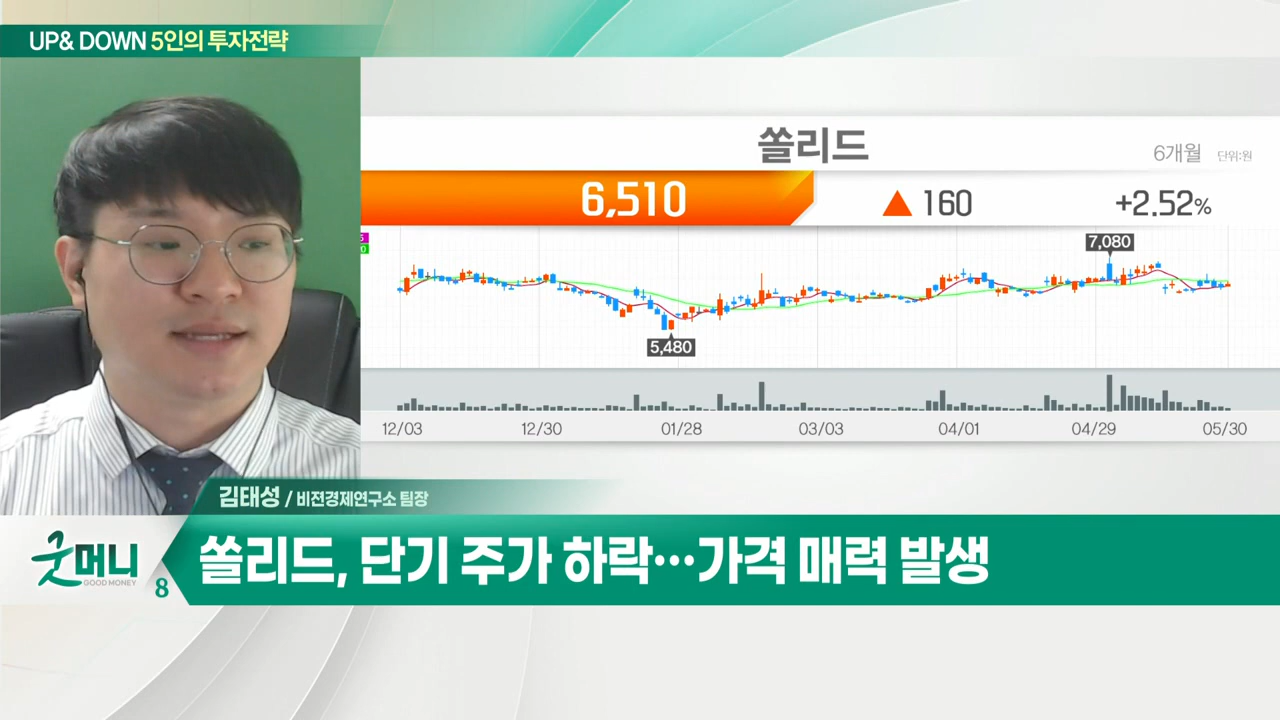 UP& DOWN 5인의 투자전략
쏠리드
6개월 단위:원
6,510 ▲ 160 +2.52%
7,080
5,480
12/03 12/30 01/28 03/03 04/01 04/29 05/30
김태성 / 비전경제연구소 팀장
굿머니
GOOD MONEY
8
쏠리드, 단기 주가 하락…가격 매력 발생